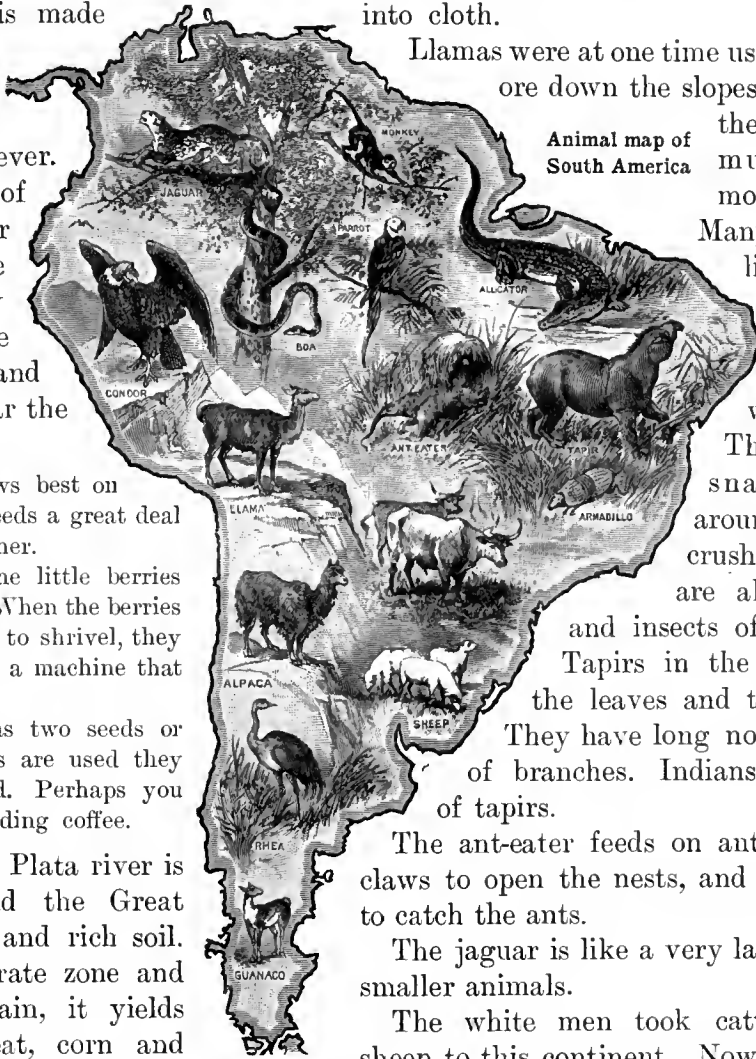 is made
ever.
of
r
e
e
and
ar the
ws best on
eeds a great deal
her.
he little berries
When the berries
to shrivel, they
a machine that
as two seeds or
s are used they
d. Perhaps you
ding coffee.
Plata river is
d the Great
and rich soil.
rate zone and
ain, it yields
eat, corn and
Animal map of
South America
MONKEY
JAGUAR
PARROT
ALLIGATOR
BOA
CONDOR
ANT-EATER
TAPIR
LLAMA
ARMADILLO
ALPACA
SHEEP
RHEA
GUANACO
into cloth.
Llamas were at one time us
ore down the slopes
the
mu
mo
Man
li
w
Th
sna
aroun
crush
are al
and insects of
Tapirs in the
the leaves and t
They have long no
of branches. Indians
of tapirs.
The ant-eater feeds on ant
claws to open the nests, and
to catch the ants.
The jaguar is like a very la
smaller animals.
The white men took catt
sheep to this continent. Now